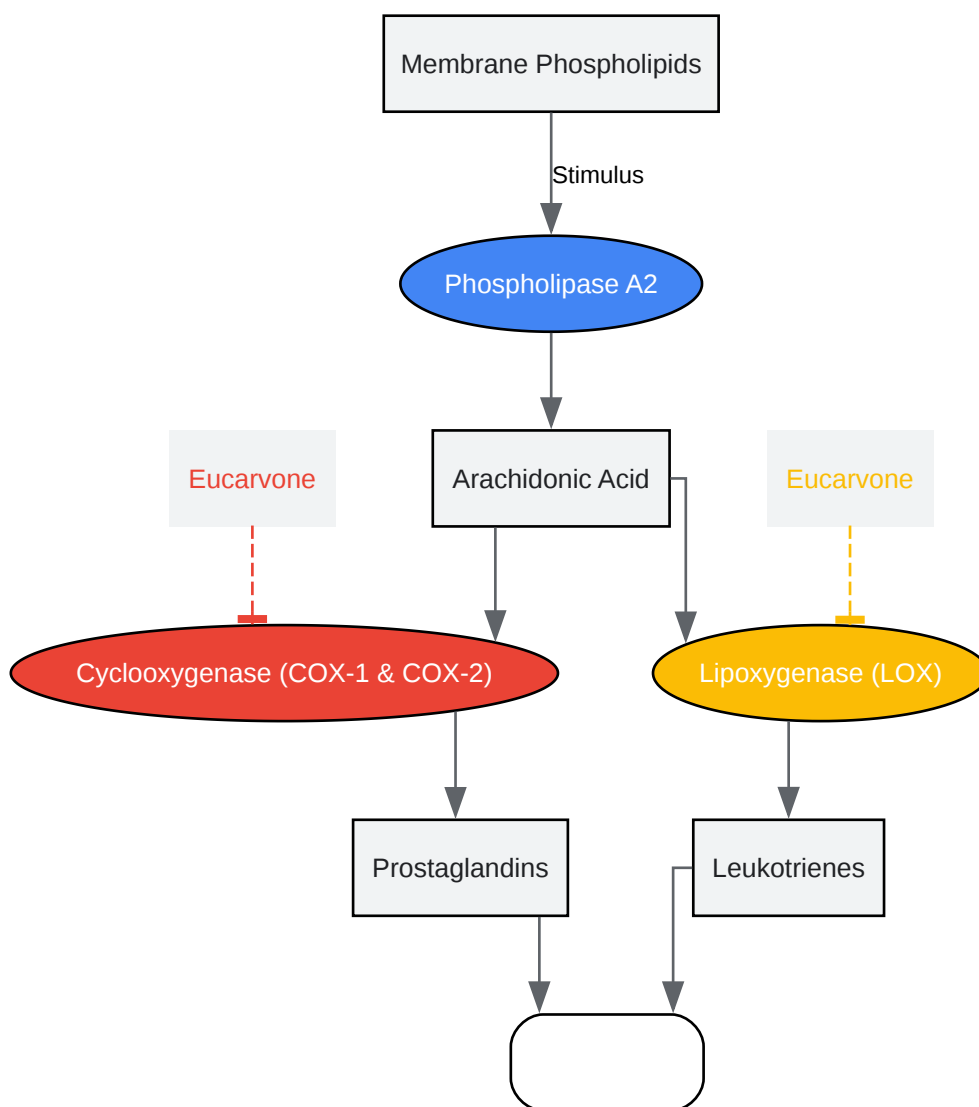 Membrane Phospholipids
Stimulus
Phospholipase A2
Eucarvone
Arachidonic Acid
Eucarvone
Cyclooxygenase (COX-1 & COX-2)
Lipoxygenase (LOX)
Prostaglandins
Leukotrienes